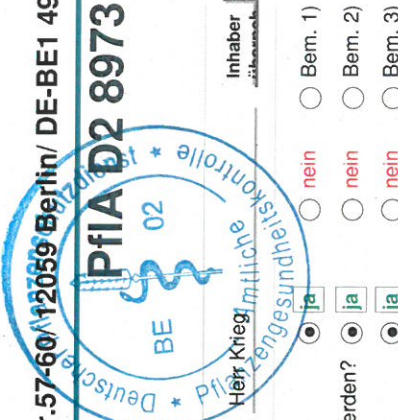 .57-60/ 12059 Berlin/ DE-BE1 49
PflA D2 8973
Deutscher Pflanzenschutzdienst * Amtliche Pflanzengesundheitskontrolle *
BE 02
Herr Krieg
Inhaber
ja nein Bem. 1)
erden? ja nein Bem. 2)
ja nein Bem. 3)